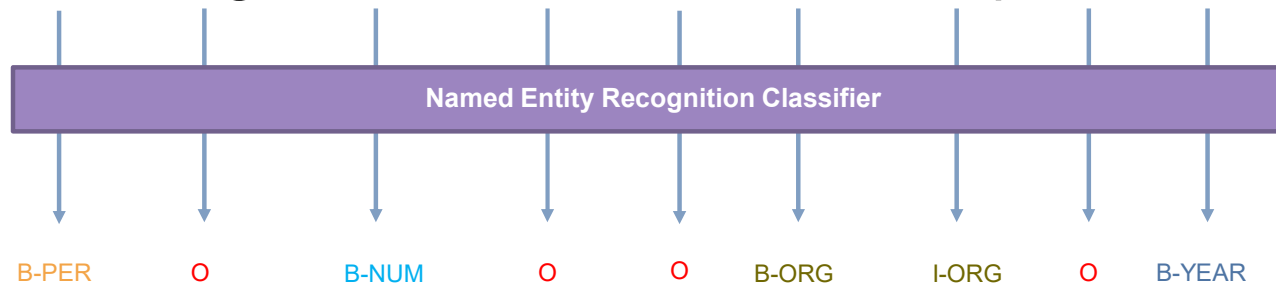 Named Entity Recognition Classifier
B-PER O B-NUM O O B-ORG I-ORG O B-YEAR